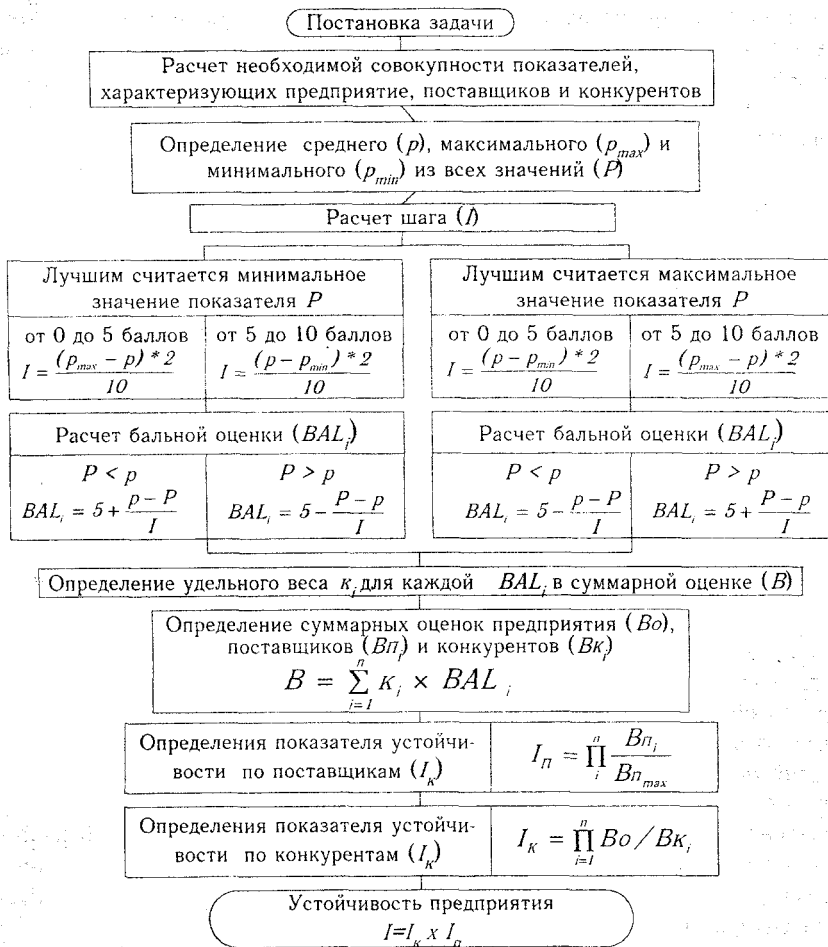 Постановка задачи
Расчет необходимой совокупности показателей,
характеризующих предприятие, поставщиков и конкурентов
Определение среднего (p), максимального (p_max) и
минимального (p_min) из всех значений (P)
Расчет шага (I)
Лучшим считается минимальное
значение показателя P
от 0 до 5 баллов
I = (p_max − p) * 2 / 10
от 5 до 10 баллов
I = (p − p_min) * 2 / 10
Расчет бальной оценки (BAL_i)
P < p
BAL_i = 5 + (p − P) / I
P > p
BAL_i = 5 − (P − p) / I
Лучшим считается максимальное
значение показателя P
от 0 до 5 баллов
I = (p − p_min) * 2 / 10
от 5 до 10 баллов
I = (p_max − p) * 2 / 10
Расчет бальной оценки (BAL_i)
P < p
BAL_i = 5 − (p − P) / I
P > p
BAL_i = 5 + (P − p) / I
Определение удельного веса к_i для каждой BAL_i в суммарной оценке (B)
Определение суммарных оценок предприятия (Bo),
поставщиков (Bп_i) и конкурентов (Bк_i)
B = ∑_{i=1}^{n} к_i × BAL_i
Определения показателя устойчи-
вости по поставщикам (I_к)
I_п = ∏_i^n Bп_i / Bп_max
Определения показателя устойчи-
вости по конкурентам (I_к)
I_к = ∏_{i=1}^n Bo / Bк_i
Устойчивость предприятия
I=I_к x I_п